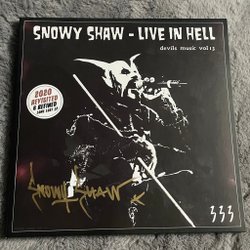 SNOWY SHAW - LIVE IN HELL
devils music vol 13
2020
REVISITED
& REFINED
SNOWY SHAW
333